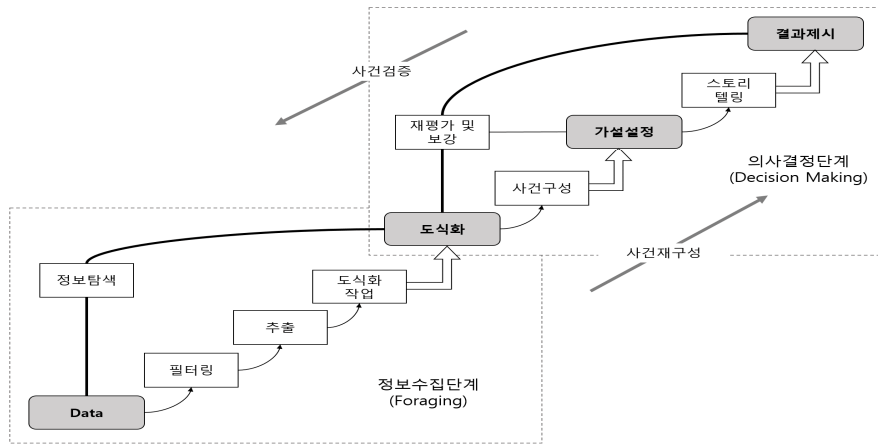 결과제시
사건검증
스토리
텔링
재평가 및
보강
가설설정
의사결정단계
(Decision Making)
사건구성
도식화
사건재구성
정보탐색
도식화
작업
추출
필터링
정보수집단계
(Foraging)
Data